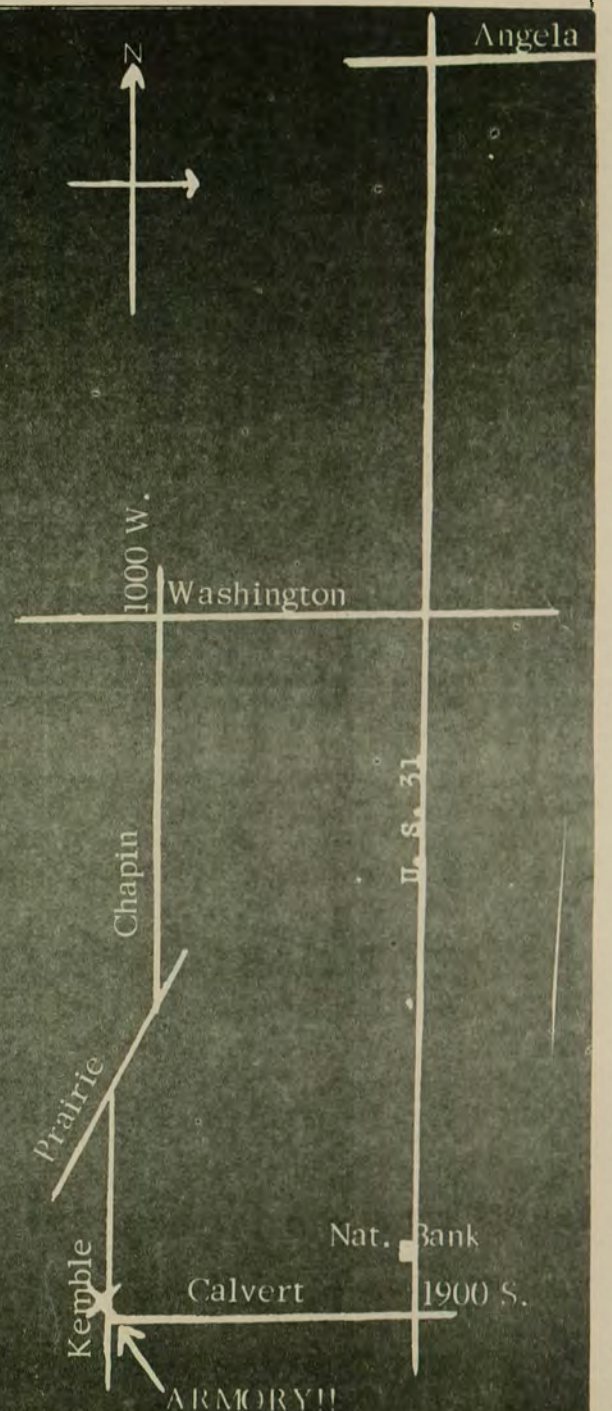 Angela
N
1000 W.
Washington
U. S. 31
Chapin
Prairie
Nat. Bank
Kemble
Calvert
1900 S.
ARMORY!!